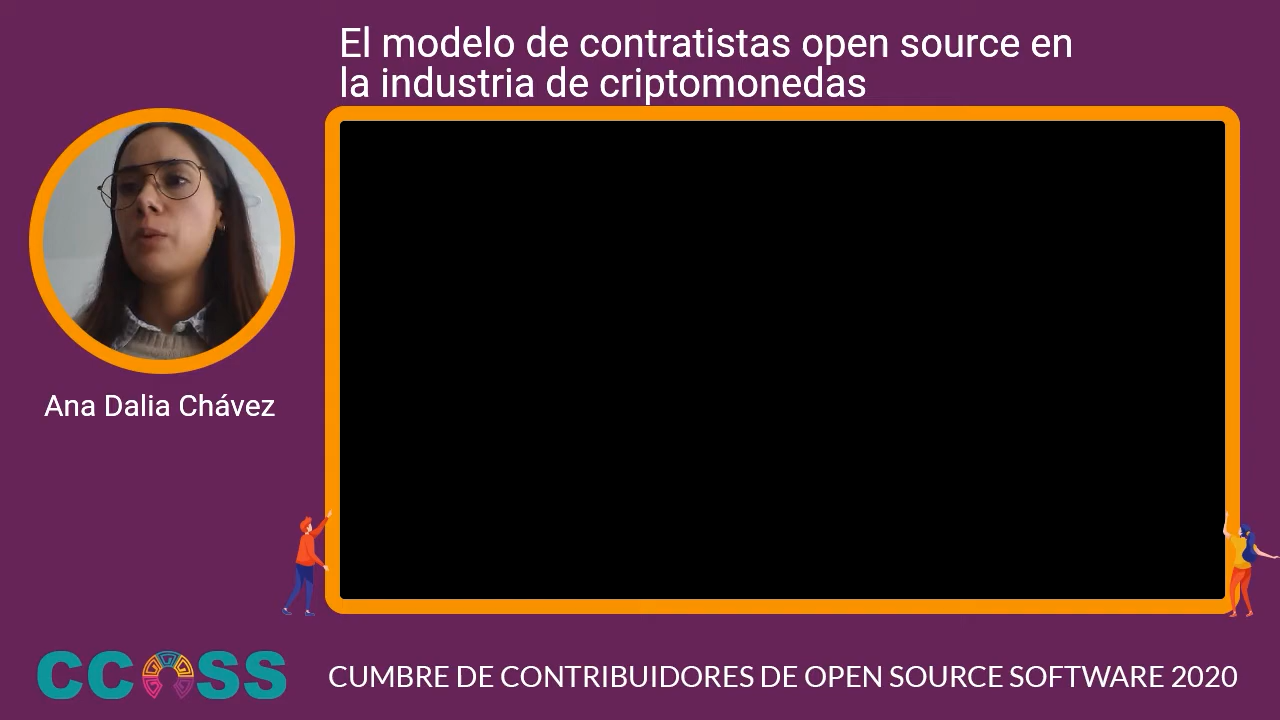 El modelo de contratistas open source en
la industria de criptomonedas
Ana Dalia Chávez
CCOSS
CUMBRE DE CONTRIBUIDORES DE OPEN SOURCE SOFTWARE 2020